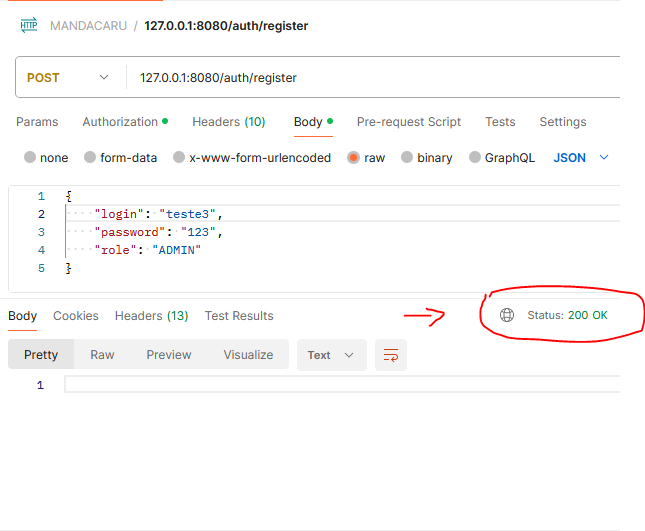 HTTP MANDACARU / 127.0.0.1:8080/auth/register
POST 127.0.0.1:8080/auth/register
Params Authorization Headers (10) Body Pre-request Script Tests Settings
none form-data x-www-form-urlencoded raw binary GraphQL JSON
1 {
2 "login": "teste3",
3 "password": "123",
4 "role": "ADMIN"
5 }
Body Cookies Headers (13) Test Results Status: 200 OK
Pretty Raw Preview Visualize Text
1